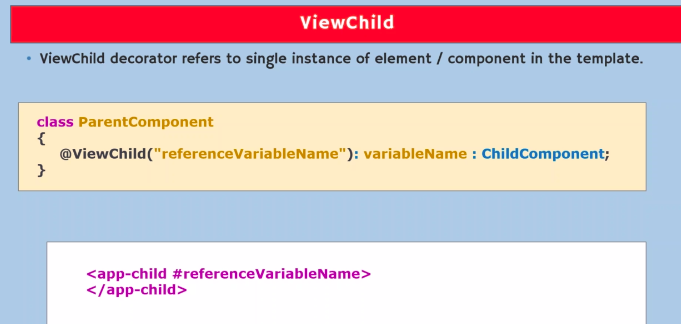 ViewChild
• ViewChild decorator refers to single instance of element / component in the template.
class ParentComponent
{
@ViewChild("referenceVariableName"): variableName : ChildComponent;
}
<app-child #referenceVariableName>
</app-child>